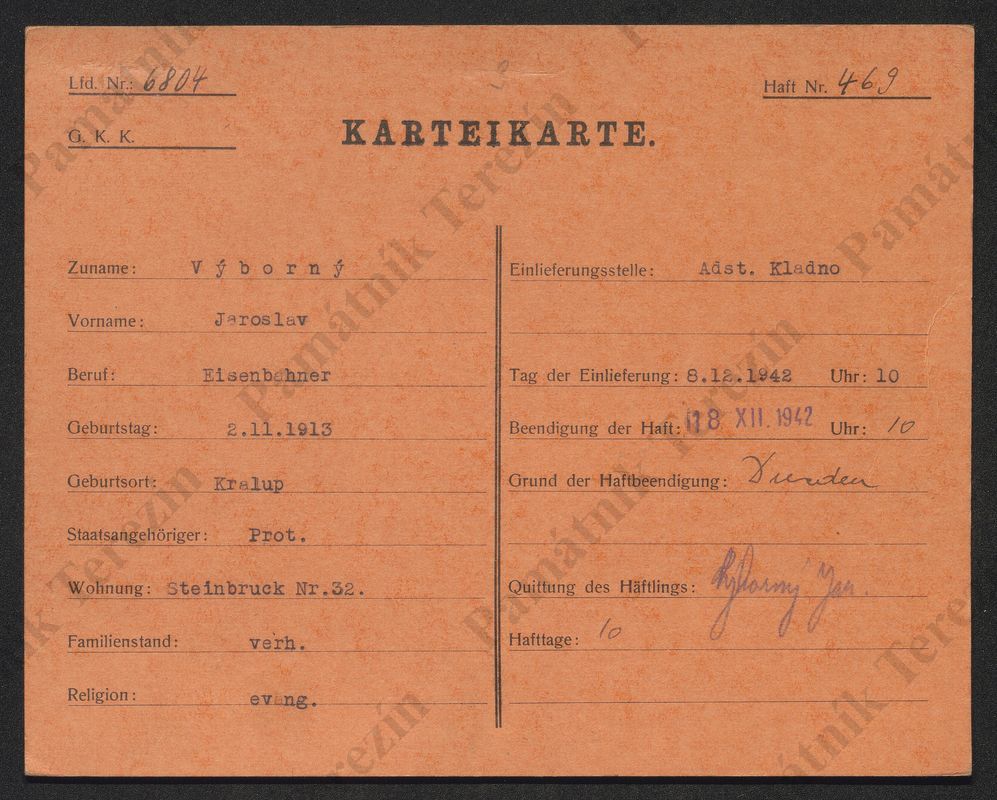 Lfd. Nr.: 6804
Haft Nr. 469
G. K. K.
KARTEIKARTE.
Zuname: Výborný
Vorname: Jaroslav
Beruf: Eisenbahner
Geburtstag: 2.11.1913
Geburtsort: Kralup
Staatsangehöriger: Prot.
Wohnung: Steinbruck Nr.32.
Familienstand: verh.
Religion: evang.
Einlieferungsstelle: Adst. Kladno
Tag der Einlieferung: 8.12.1942 Uhr: 10
Beendigung der Haft: 18 XII. 1942 Uhr: 10
Grund der Haftbeendigung: Dresden
Quittung des Häftlings: Výborný Jar.
Hafttage: 10
Památník Terezín